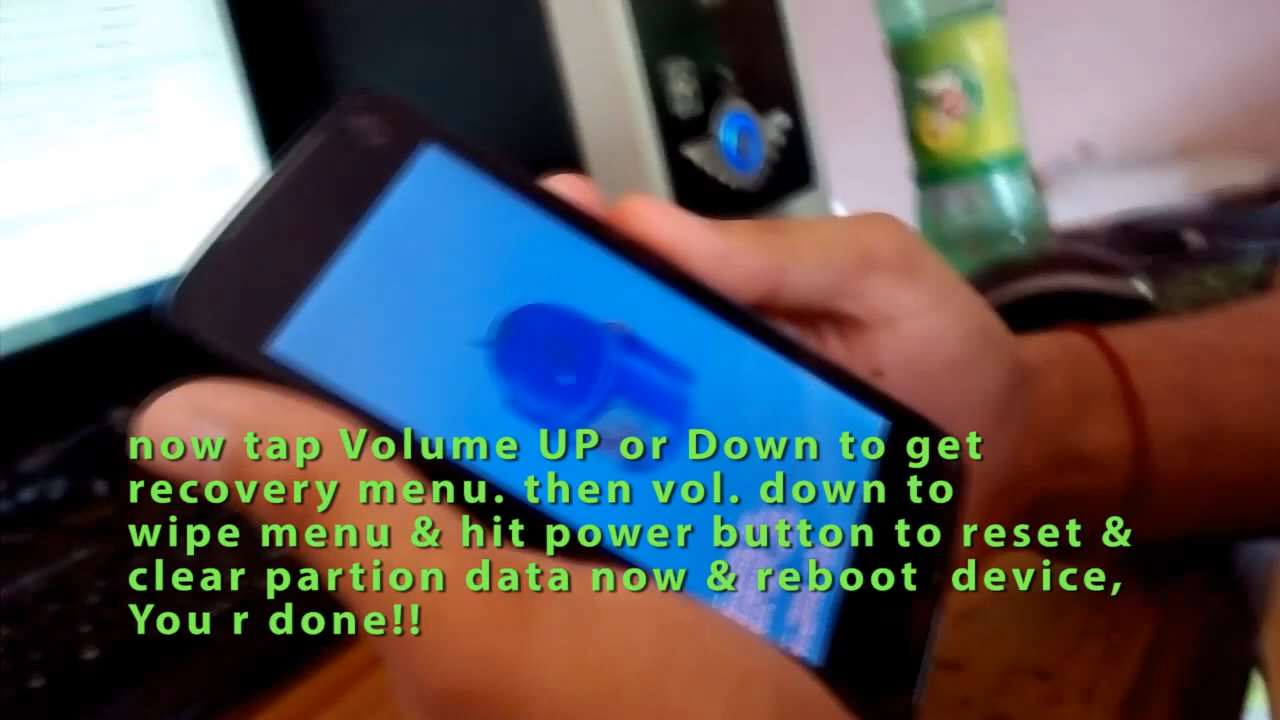 now tap Volume UP or Down to get
recovery menu. then vol. down to
wipe menu & hit power button to reset &
clear partion data now & reboot  device,
You r done!!